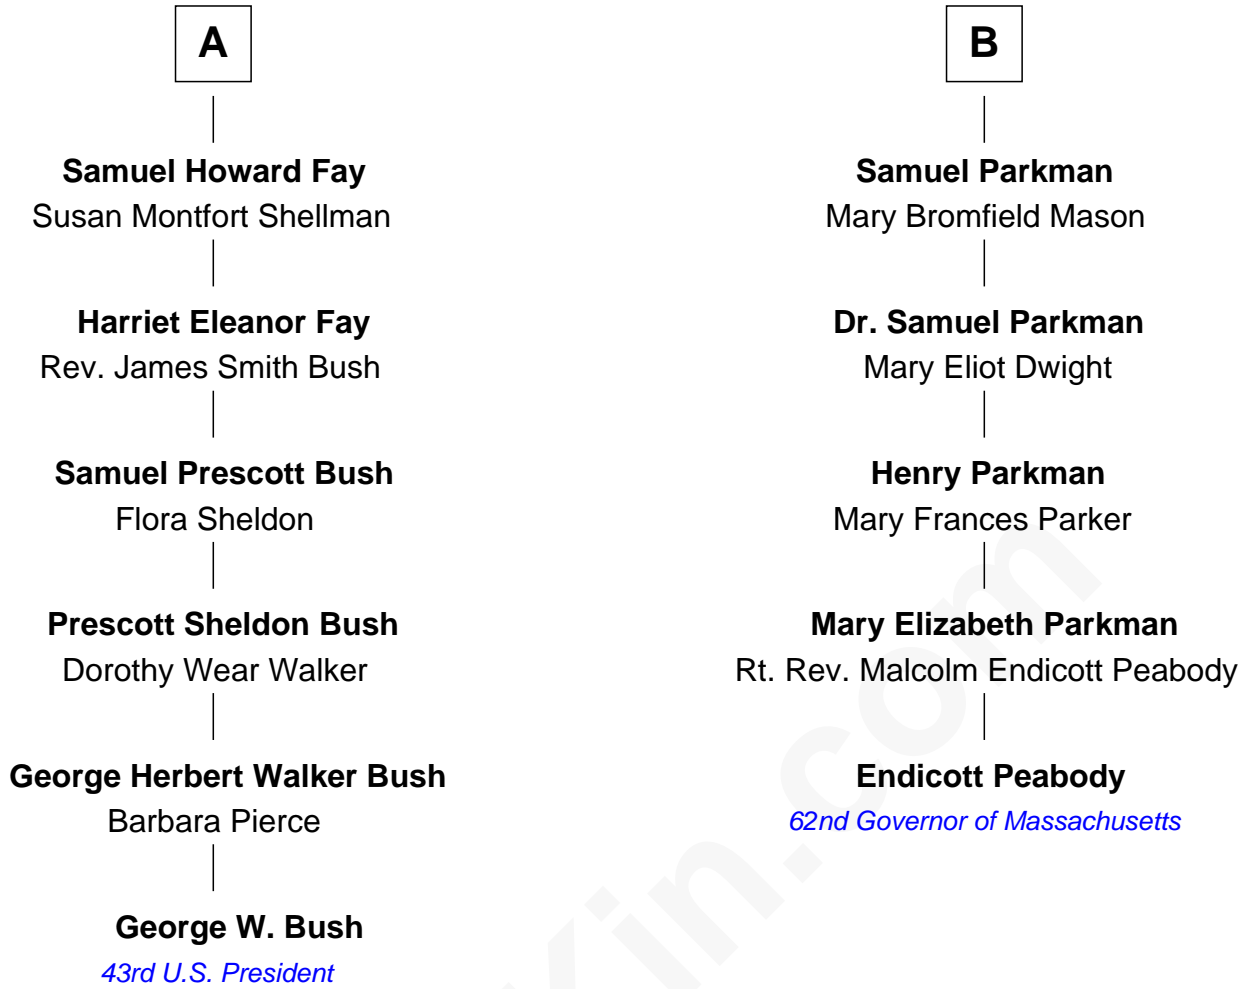 A
Samuel Howard Fay
Susan Montfort Shellman
Harriet Eleanor Fay
Rev. James Smith Bush
Samuel Prescott Bush
Flora Sheldon
Prescott Sheldon Bush
Dorothy Wear Walker
George Herbert Walker Bush
Barbara Pierce
George W. Bush
43rd U.S. President
B
Samuel Parkman
Mary Bromfield Mason
Dr. Samuel Parkman
Mary Eliot Dwight
Henry Parkman
Mary Frances Parker
Mary Elizabeth Parkman
Rt. Rev. Malcolm Endicott Peabody
Endicott Peabody
62nd Governor of Massachusetts
Kin.com